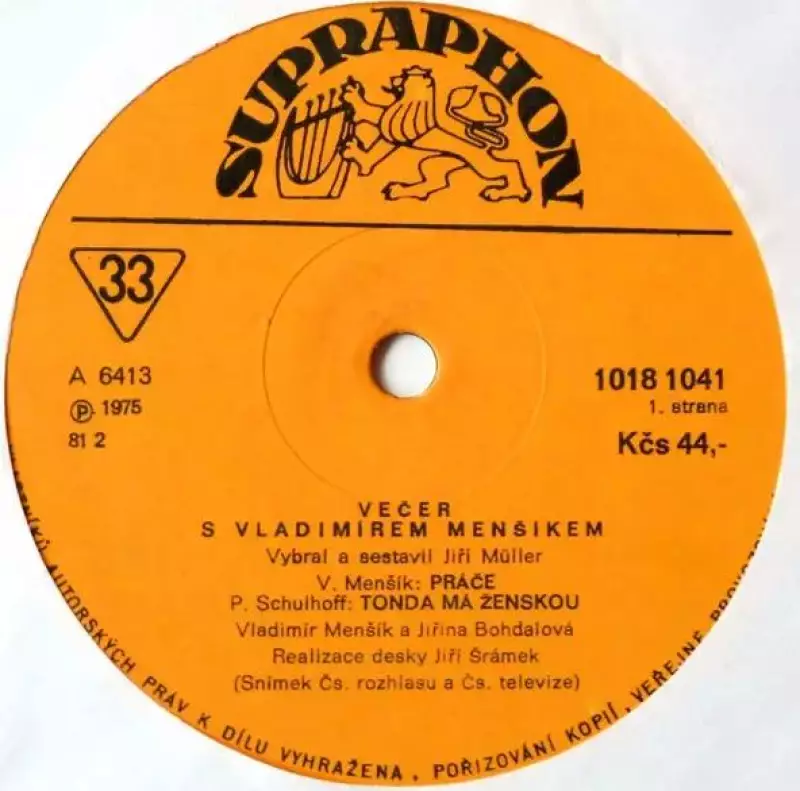 SUPRAPHON
33
A 6413
℗ 1975
81 2
1018 1041
1. strana
Kčs 44,-
VEČER
S VLADIMÍREM MENŠÍKEM
Vybral a sestavil Jiří Müller
V. Menšík: PRÁČE
P. Schulhoff: TONDA MÁ ŽENSKOU
Vladimír Menšík a Jiřina Bohdalová
Realizace desky Jiří Šrámek
(Snímek Čs. rozhlasu a Čs. televize)
AUTORSKÝCH PRÁV K DÍLU VYHRAŽENA, POŘIZOVÁNÍ KOPIÍ, VEŘEJNÉ